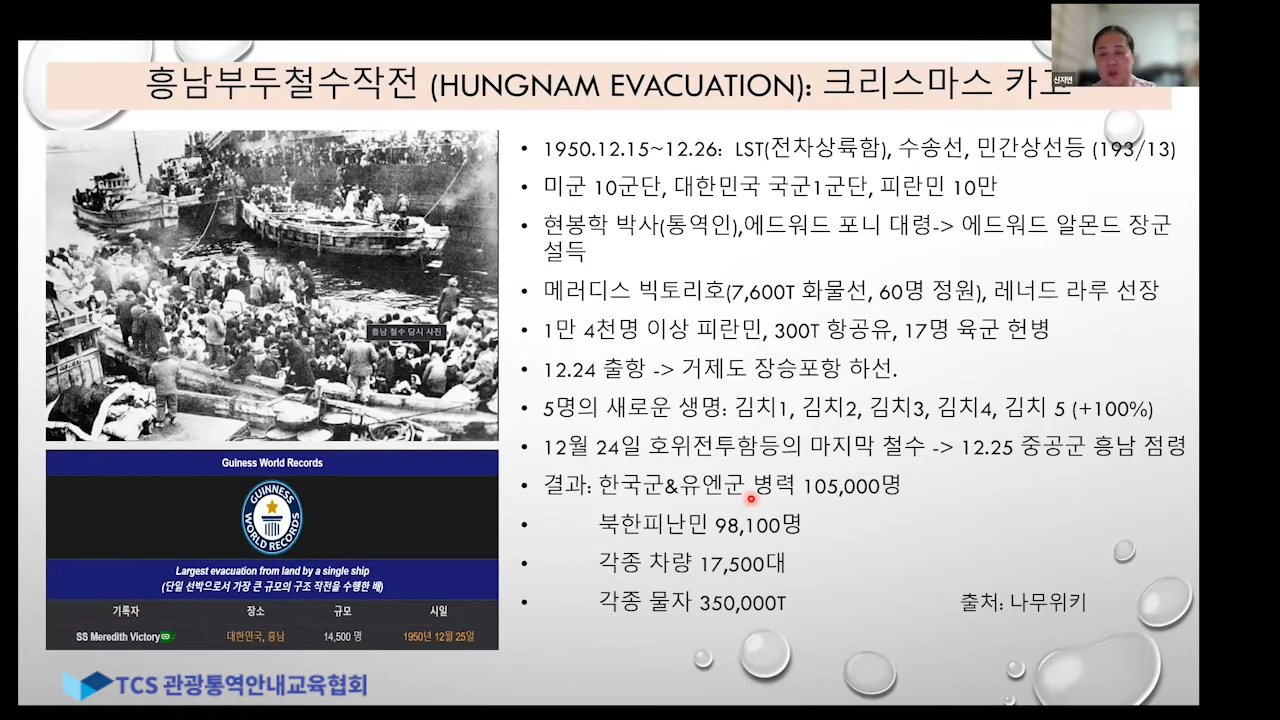 신지연
흥남부두철수작전 (HUNGNAM EVACUATION): 크리스마스 카고
• 1950.12.15~12.26: LST(전차상륙함), 수송선, 민간상선등 (193/13)
• 미군 10군단, 대한민국 국군1군단, 피란민 10만
• 현봉학 박사(통역인),에드워드 포니 대령-> 에드워드 알몬드 장군
설득
• 메러디스 빅토리호(7,600T 화물선, 60명 정원), 레너드 라루 선장
• 1만 4천명 이상 피란민, 300T 항공유, 17명 육군 헌병
• 12.24 출항 -> 거제도 장승포항 하선.
• 5명의 새로운 생명: 김치1, 김치2, 김치3, 김치4, 김치 5 (+100%)
• 12월 24일 호위전투함등의 마지막 철수 -> 12.25 중공군 흥남 점령
• 결과: 한국군&유엔군 병력 105,000명
• 북한피난민 98,100명
• 각종 차량 17,500대
• 각종 물자 350,000T
출처: 나무위키
흥남 철수 당시 사진
Guiness World Records
GUINNESS
WORLD RECORDS
Largest evacuation from land by a single ship
(단일 선박으로서 가장 큰 규모의 구조 작전을 수행한 배)
기록자 장소 규모 시일
SS Meredith Victory 대한민국, 흥남 14,500 명 1950년 12월 25일
TCS 관광통역안내교육협회